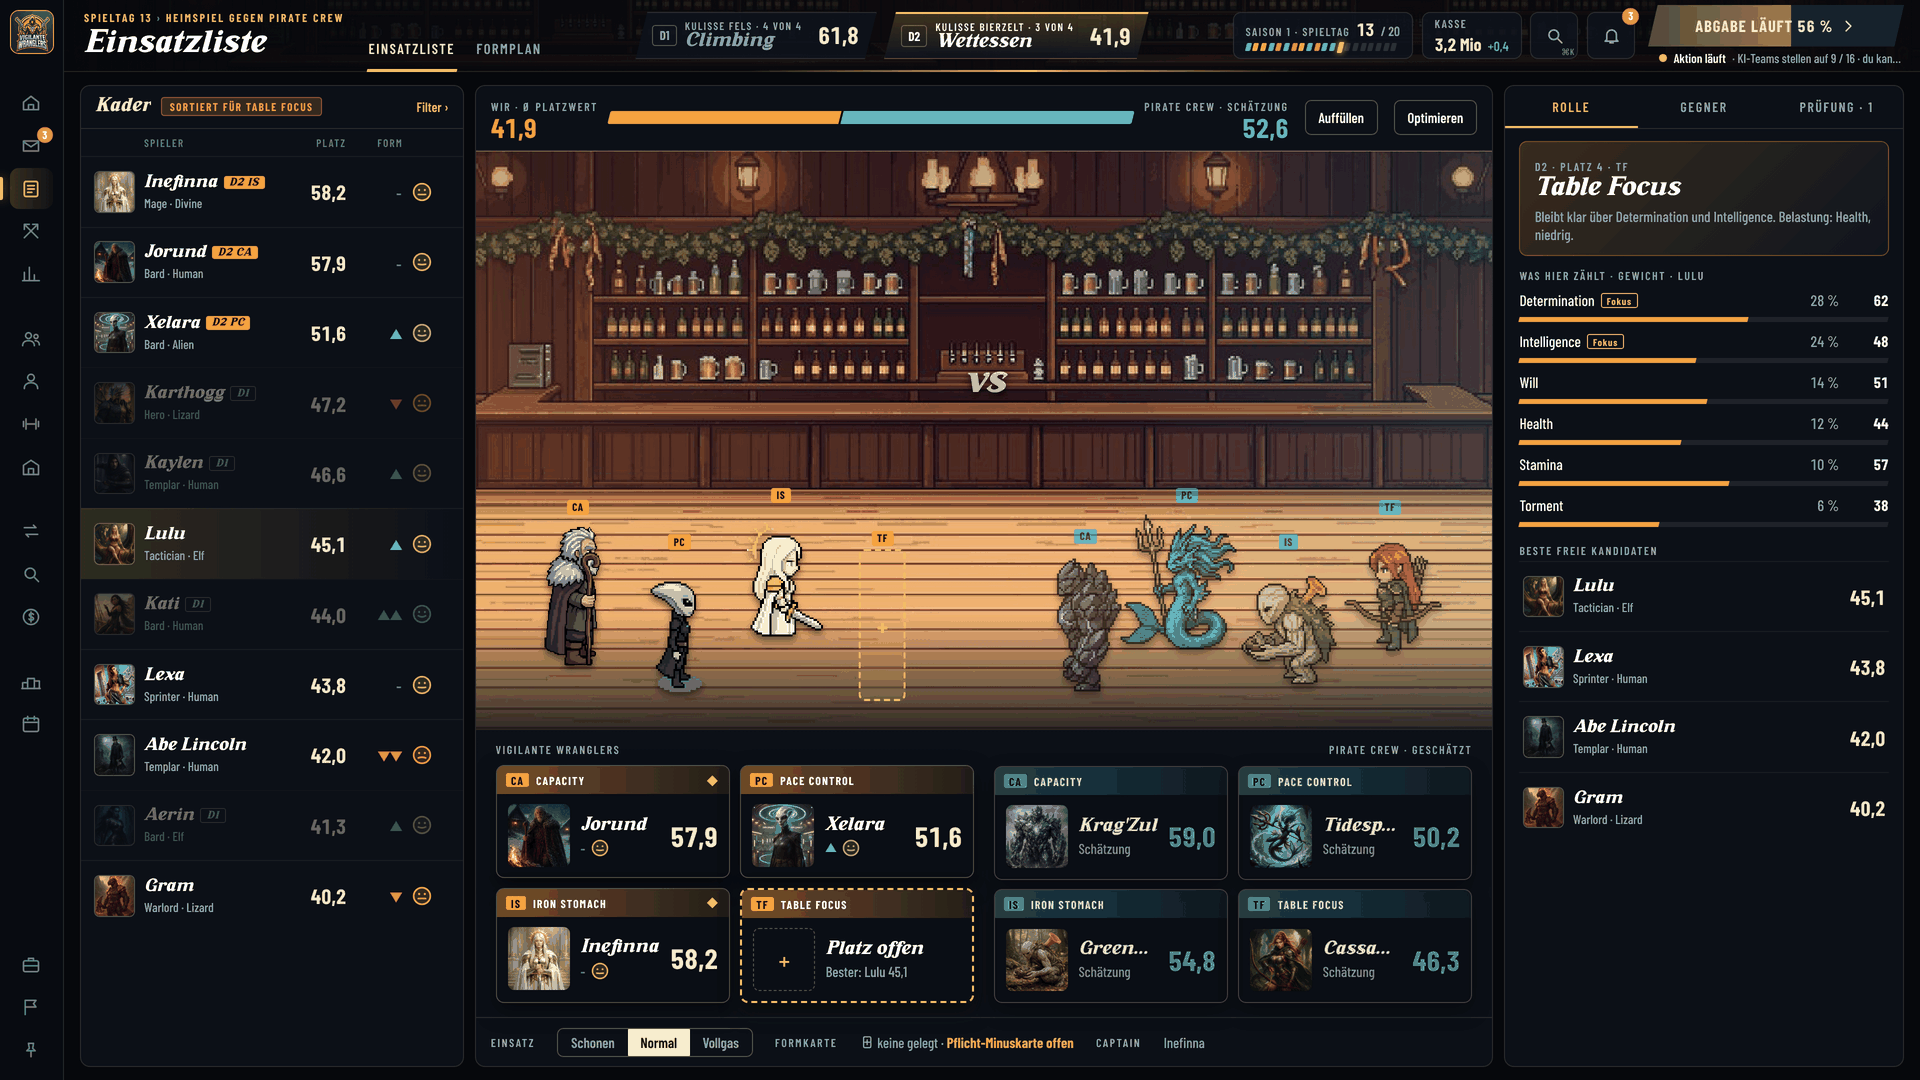 SPIELTAG 13 › HEIMSPIEL GEGEN PIRATE CREW
Einsatzliste
EINSATZLISTE
FORMPLAN
D1
KULISSE FELS · 4 VON 4
Climbing
61,8
D2
KULISSE BIERZELT · 3 VON 4
Wettessen
41,9
SAISON 1 · SPIELTAG 13 / 20
KASSE
3,2 Mio +0,4
⌘K
3
ABGABE LÄUFT 56 %
Aktion läuft · KI-Teams stellen auf 9 / 16 · du kan...
3
Kader
SORTIERT FÜR TABLE FOCUS
Filter ›
SPIELER
PLATZ
FORM
Inefinna D2 IS
Mage · Divine
58,2
-
Jorund D2 CA
Bard · Human
57,9
-
Xelara D2 PC
Bard · Alien
51,6
Karthogg D1
Hero · Lizard
47,2
Kaylen D1
Templar · Human
46,6
Lulu
Tactician · Elf
45,1
Kati D1
Bard · Human
44,0
Lexa
Sprinter · Human
43,8
-
Abe Lincoln
Templar · Human
42,0
Aerin D1
Bard · Elf
41,3
Gram
Warlord · Lizard
40,2
WIR · Ø PLATZWERT
41,9
PIRATE CREW · SCHÄTZUNG
52,6
Auffüllen
Optimieren
VS
CA
PC
IS
TF
+
CA
PC
IS
TF
VIGILANTE WRANGLERS
PIRATE CREW · GESCHÄTZT
CA CAPACITY
Jorund
-
57,9
PC PACE CONTROL
Xelara
51,6
CA CAPACITY
Krag'Zul
Schätzung
59,0
PC PACE CONTROL
Tidesp...
Schätzung
50,2
IS IRON STOMACH
Inefinna
-
58,2
TF TABLE FOCUS
+
Platz offen
Bester: Lulu 45,1
IS IRON STOMACH
Green...
Schätzung
54,8
TF TABLE FOCUS
Cassa...
Schätzung
46,3
EINSATZ
Schonen
Normal
Vollgas
FORMKARTE
keine gelegt · Pflicht-Minuskarte offen
CAPTAIN
Inefinna
ROLLE
GEGNER
PRÜFUNG · 1
D2 · PLATZ 4 · TF
Table Focus
Bleibt klar über Determination und Intelligence. Belastung: Health,
niedrig.
WAS HIER ZÄHLT · GEWICHT · LULU
Determination Fokus 28 % 62
Intelligence Fokus 24 % 48
Will 14 % 51
Health 12 % 44
Stamina 10 % 57
Torment 6 % 38
BESTE FREIE KANDIDATEN
Lulu
Tactician · Elf
45,1
Lexa
Sprinter · Human
43,8
Abe Lincoln
Templar · Human
42,0
Gram
Warlord · Lizard
40,2